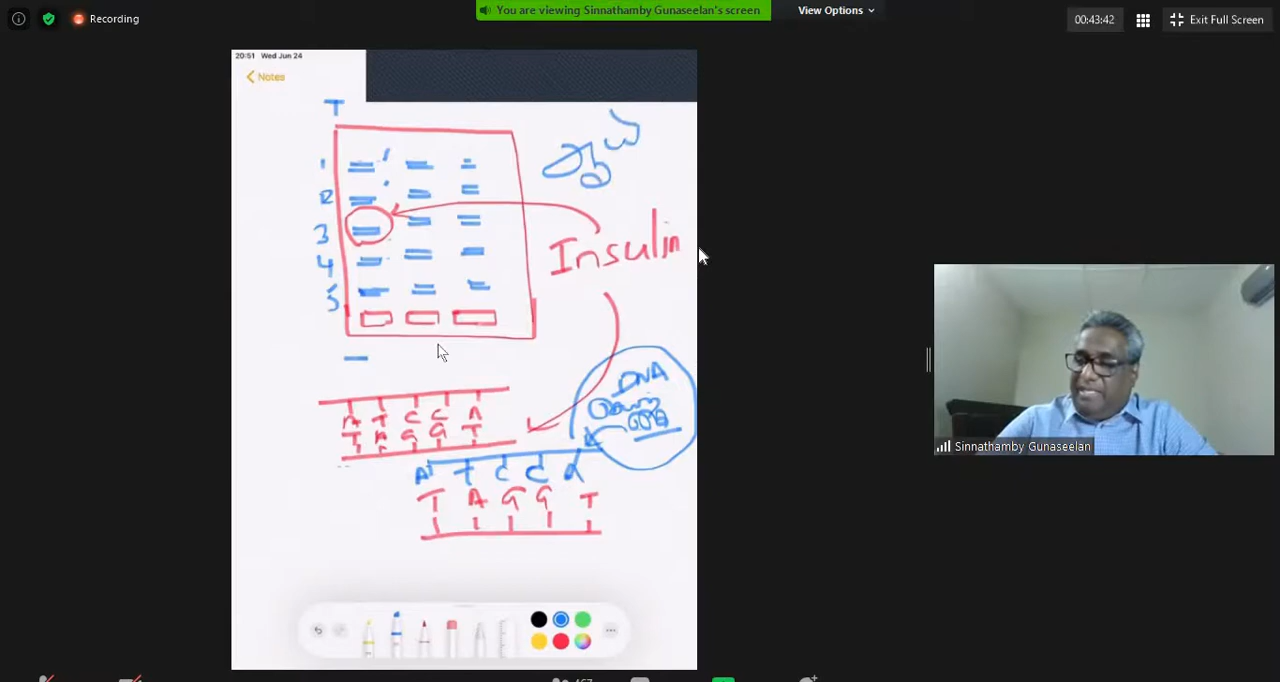 Recording
You are viewing Sinnathamby Gunaseelan's screen
View Options
00:43:42
Exit Full Screen
20:51 Wed Jun 24
Notes
T
1
2
3
4
5
Insulin
DNA
A T C C A
T A G G T
A T C C A
T A G G T
Sinnathamby Gunaseelan